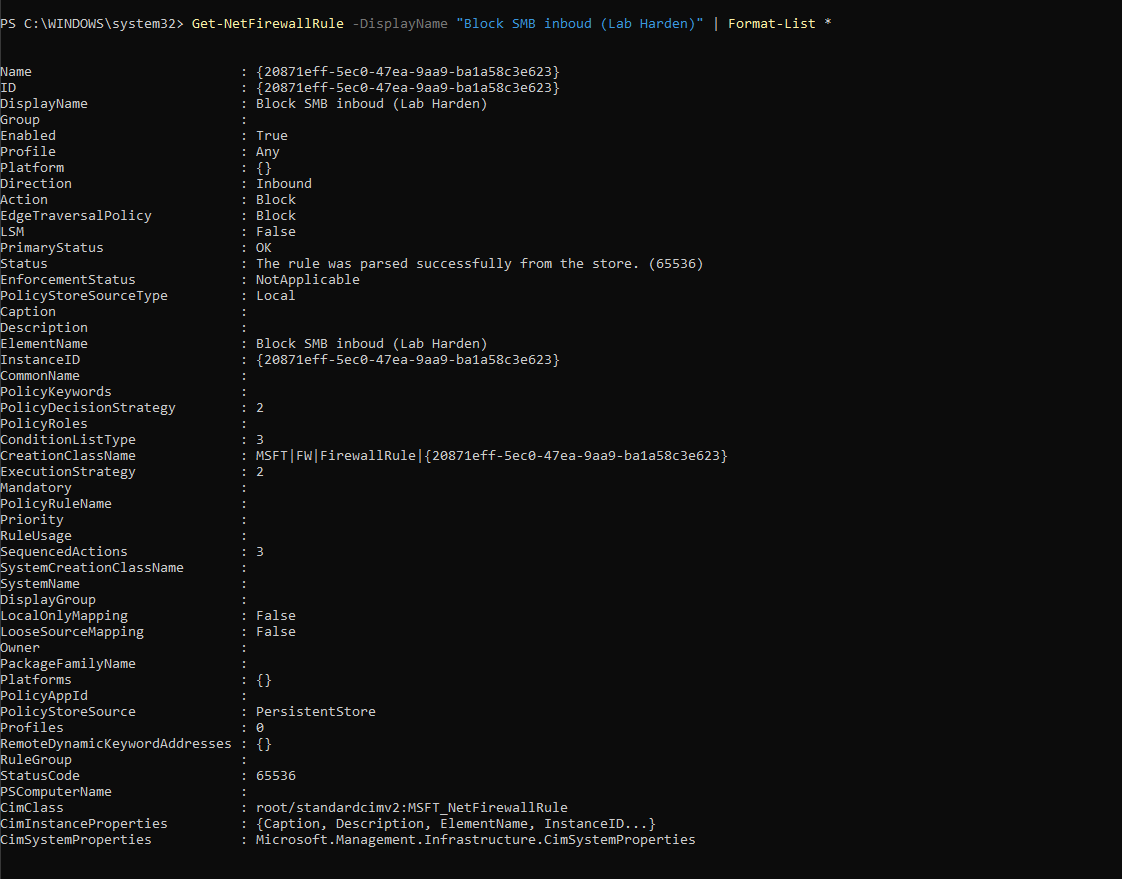 PS C:\WINDOWS\system32> Get-NetFirewallRule -DisplayName "Block SMB inboud (Lab Harden)" | Format-List *
Name : {20871eff-5ec0-47ea-9aa9-ba1a58c3e623}
ID : {20871eff-5ec0-47ea-9aa9-ba1a58c3e623}
DisplayName : Block SMB inboud (Lab Harden)
Group :
Enabled : True
Profile : Any
Platform : {}
Direction : Inbound
Action : Block
EdgeTraversalPolicy : Block
LSM : False
PrimaryStatus : OK
Status : The rule was parsed successfully from the store. (65536)
EnforcementStatus : NotApplicable
PolicyStoreSourceType : Local
Caption :
Description :
ElementName : Block SMB inboud (Lab Harden)
InstanceID : {20871eff-5ec0-47ea-9aa9-ba1a58c3e623}
CommonName :
PolicyKeywords :
PolicyDecisionStrategy : 2
PolicyRoles :
ConditionListType : 3
CreationClassName : MSFT|FW|FirewallRule|{20871eff-5ec0-47ea-9aa9-ba1a58c3e623}
ExecutionStrategy : 2
Mandatory :
PolicyRuleName :
Priority :
RuleUsage :
SequencedActions : 3
SystemCreationClassName :
SystemName :
DisplayGroup :
LocalOnlyMapping : False
LooseSourceMapping : False
Owner :
PackageFamilyName :
Platforms : {}
PolicyAppId :
PolicyStoreSource : PersistentStore
Profiles : 0
RemoteDynamicKeywordAddresses : {}
RuleGroup :
StatusCode : 65536
PSComputerName :
CimClass : root/standardcimv2:MSFT_NetFirewallRule
CimInstanceProperties : {Caption, Description, ElementName, InstanceID...}
CimSystemProperties : Microsoft.Management.Infrastructure.CimSystemProperties